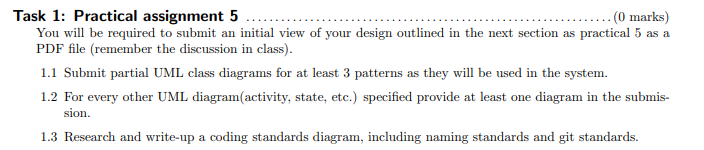 Task 1: Practical assignment 5 ........................................................................ (0 marks)
You will be required to submit an initial view of your design outlined in the next section as practical 5 as a
PDF file (remember the discussion in class).
1.1 Submit partial UML class diagrams for at least 3 patterns as they will be used in the system.
1.2 For every other UML diagram(activity, state, etc.) specified provide at least one diagram in the submis-
sion.
1.3 Research and write-up a coding standards diagram, including naming standards and git standards.